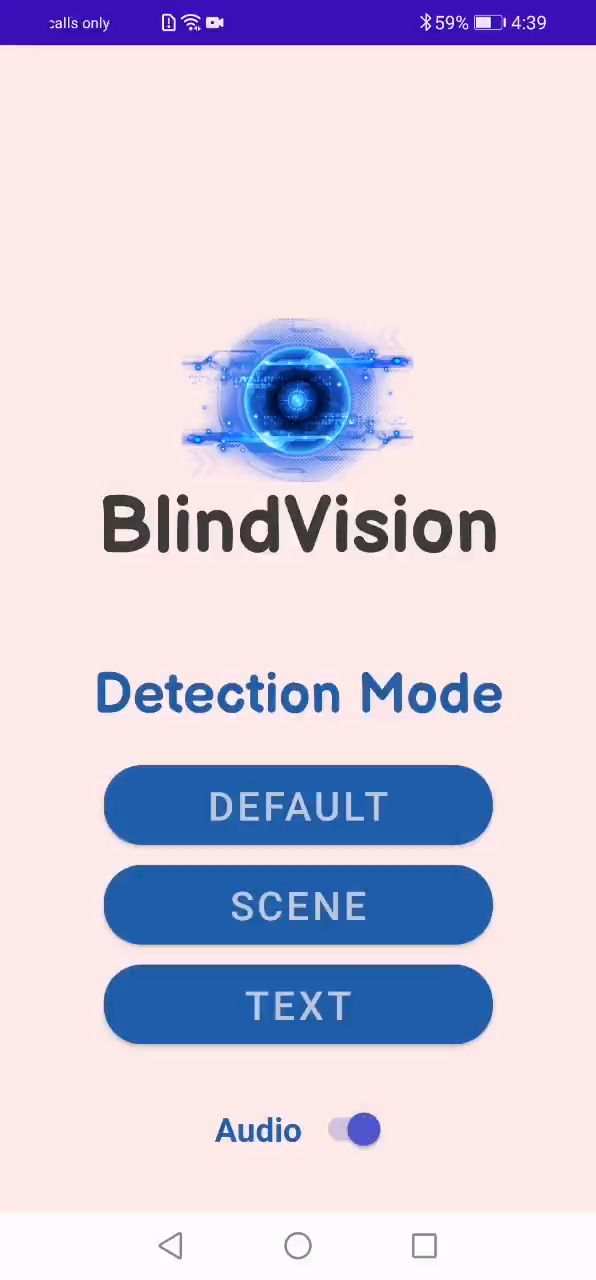 calls only
59% 4:39
BlindVision
Detection Mode
DEFAULT
SCENE
TEXT
Audio